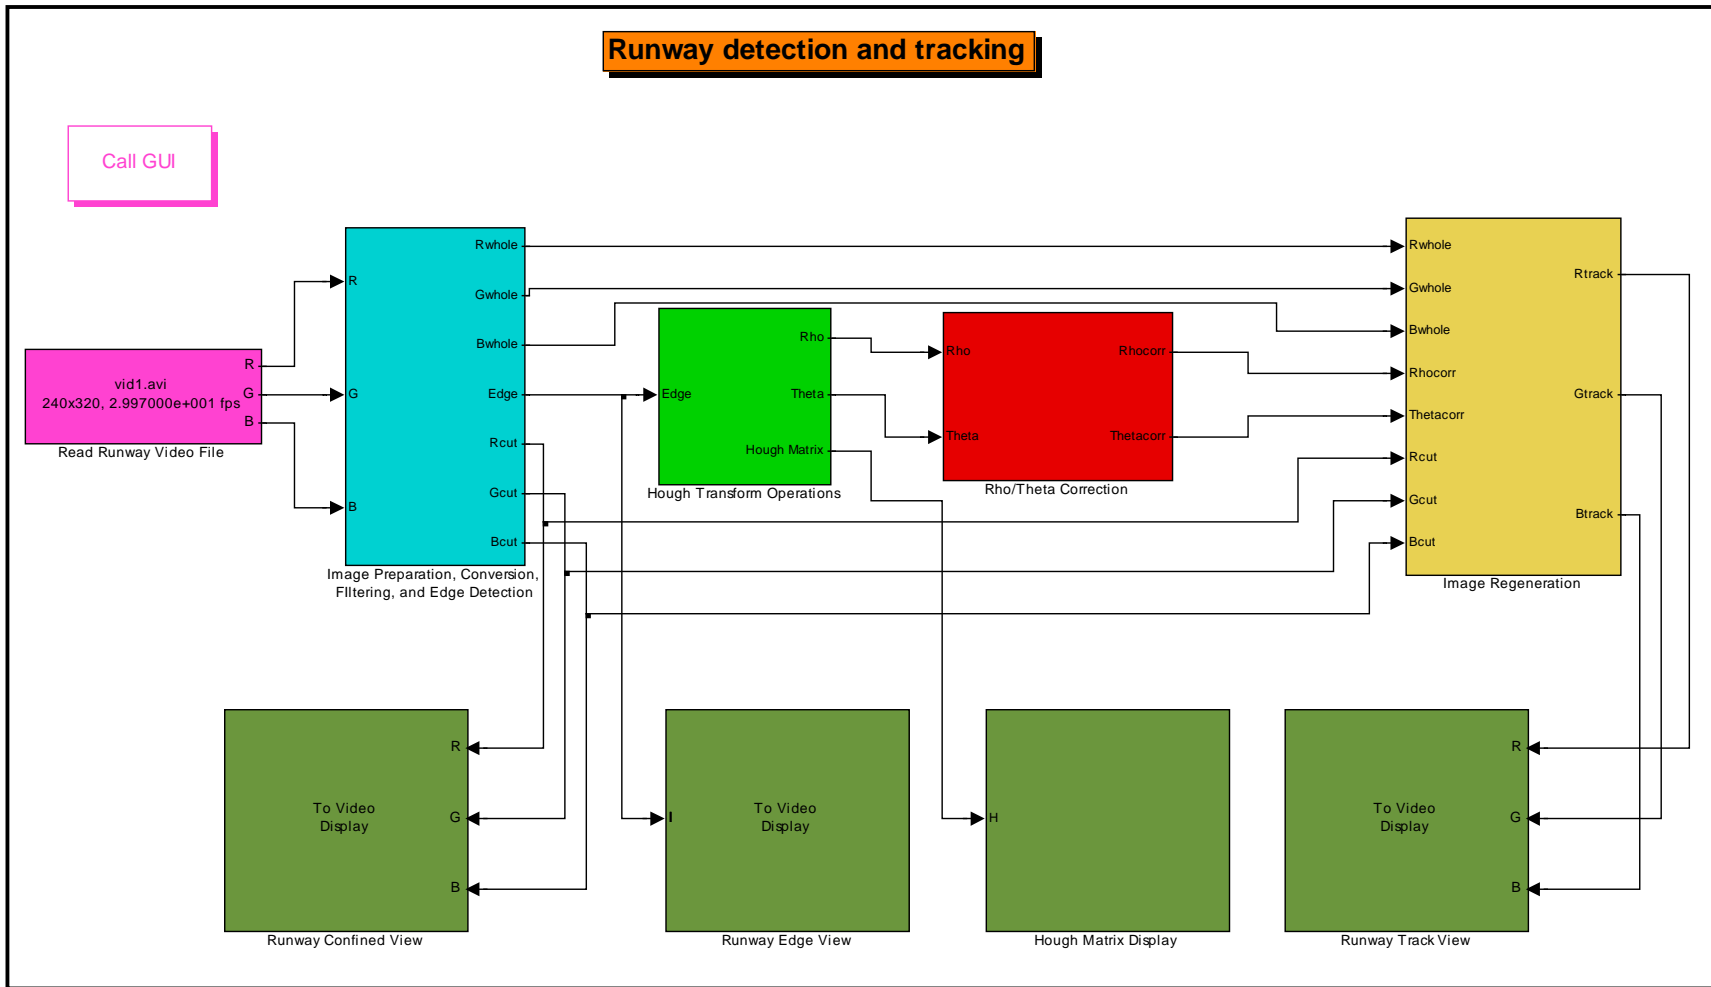 Runway detection and tracking
Call GUI
R
G
B
vid1.avi
240x320, 2.997000e+001 fps
Read Runway Video File
R
G
B
Rwhole
Gwhole
Bwhole
Edge
Rcut
Gcut
Bcut
Image Preparation, Conversion,
FIltering, and Edge Detection
Edge
Rho
Theta
Hough Matrix
Hough Transform Operations
Rho
Theta
Rhocorr
Thetacorr
Rho/Theta Correction
Rwhole
Gwhole
Bwhole
Rhocorr
Thetacorr
Rcut
Gcut
Bcut
Rtrack
Gtrack
Btrack
Image Regeneration
To Video
Display
R
G
B
Runway Confined View
I
To Video
Display
Runway Edge View
H
Hough Matrix Display
To Video
Display
R
G
B
Runway Track View